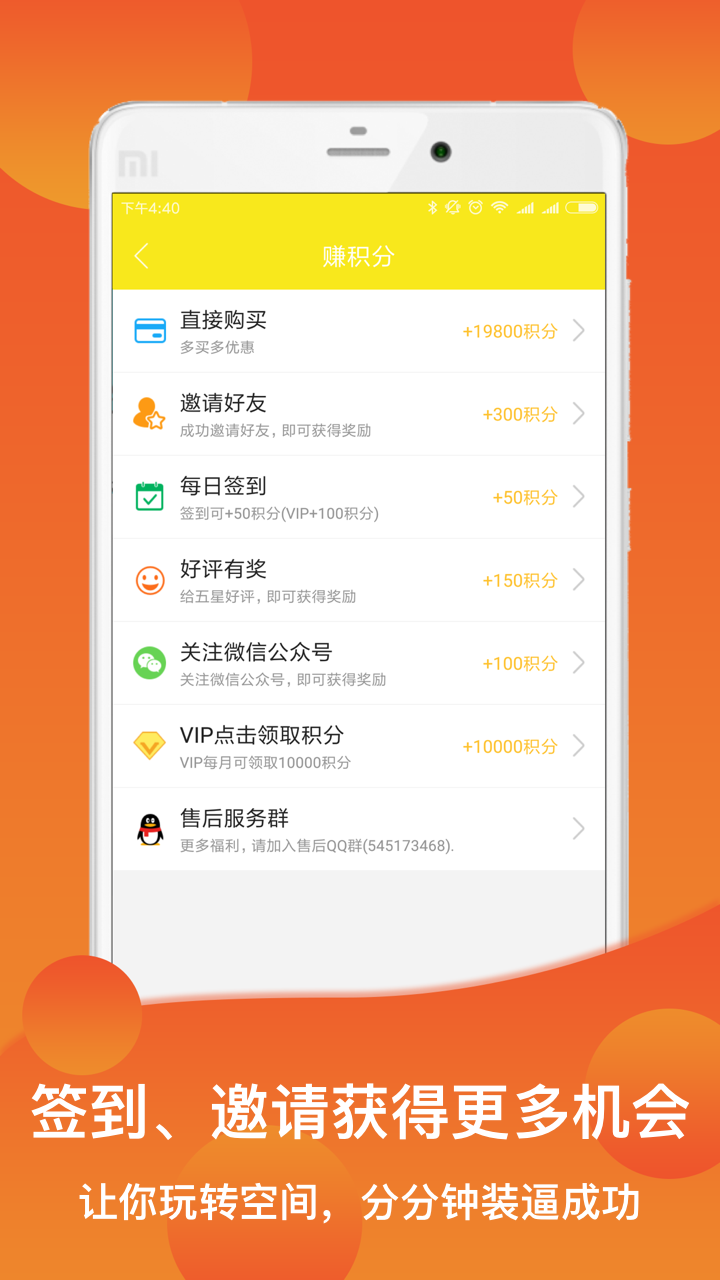 mi
下午4:40
赚积分
直接购买
多买多优惠
+19800积分
邀请好友
成功邀请好友，即可获得奖励
+300积分
每日签到
签到可+50积分(VIP+100积分)
+50积分
好评有奖
给五星好评，即可获得奖励
+150积分
关注微信公众号
关注微信公众号，即可获得奖励
+100积分
VIP点击领取积分
VIP每月可领取10000积分
+10000积分
售后服务群
更多福利，请加入售后QQ群(545173468).
签到、邀请获得更多机会
让你玩转空间，分分钟装逼成功